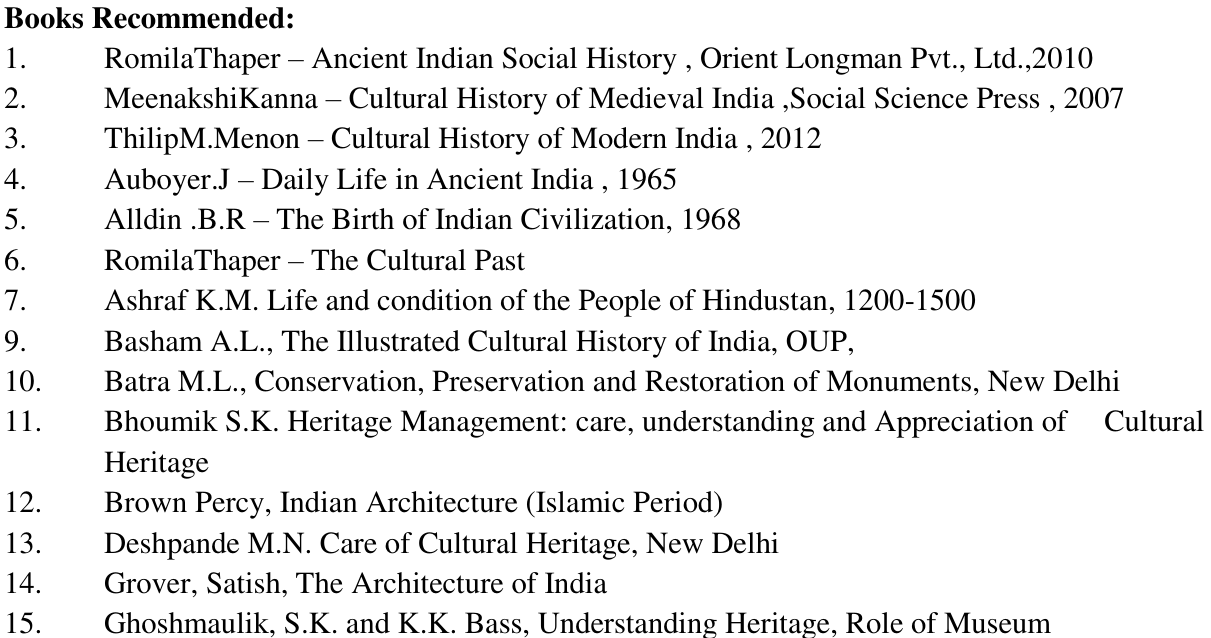 Books Recommended:
1. RomilaThaper – Ancient Indian Social History , Orient Longman Pvt., Ltd.,2010
2. MeenakshiKanna – Cultural History of Medieval India ,Social Science Press , 2007
3. ThilipM.Menon – Cultural History of Modern India , 2012
4. Auboyer.J – Daily Life in Ancient India , 1965
5. Alldin .B.R – The Birth of Indian Civilization, 1968
6. RomilaThaper – The Cultural Past
7. Ashraf K.M. Life and condition of the People of Hindustan, 1200-1500
9. Basham A.L., The Illustrated Cultural History of India, OUP,
10. Batra M.L., Conservation, Preservation and Restoration of Monuments, New Delhi
11. Bhoumik S.K. Heritage Management: care, understanding and Appreciation of Cultural
Heritage
12. Brown Percy, Indian Architecture (Islamic Period)
13. Deshpande M.N. Care of Cultural Heritage, New Delhi
14. Grover, Satish, The Architecture of India
15. Ghoshmaulik, S.K. and K.K. Bass, Understanding Heritage, Role of Museum